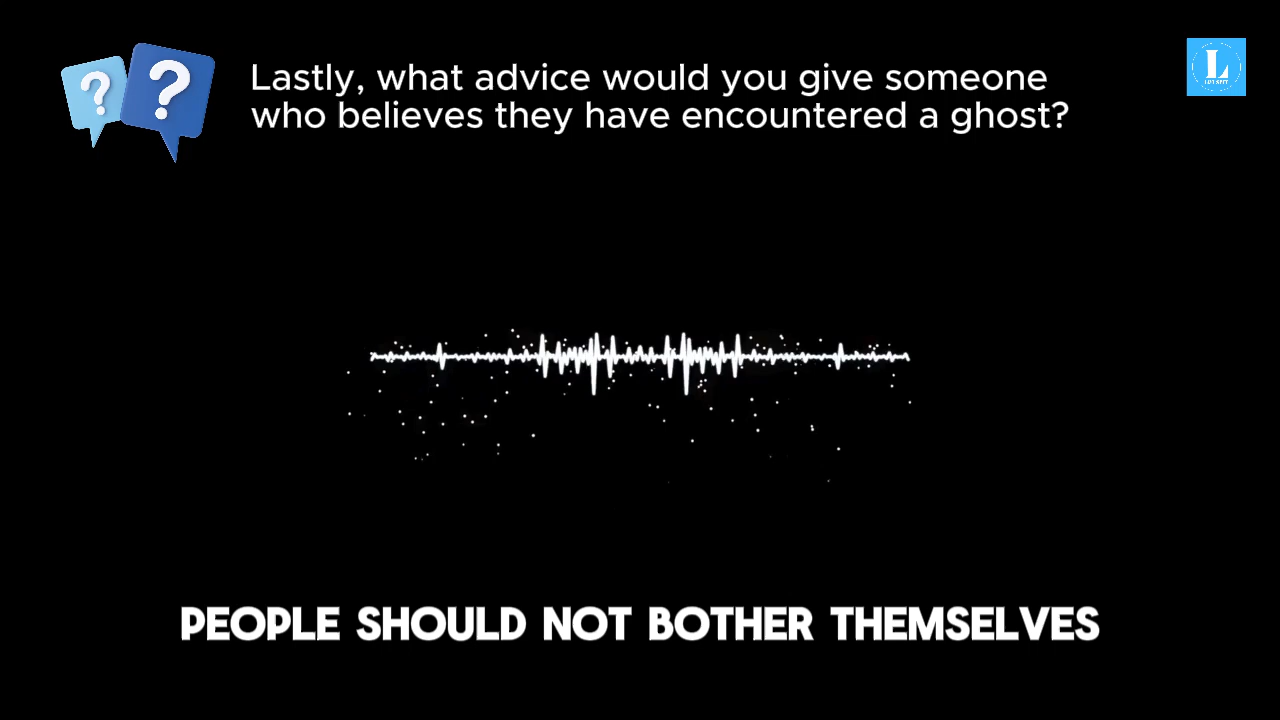 ? ?
Lastly, what advice would you give someone
who believes they have encountered a ghost?
L
PEOPLE SHOULD NOT BOTHER THEMSELVES